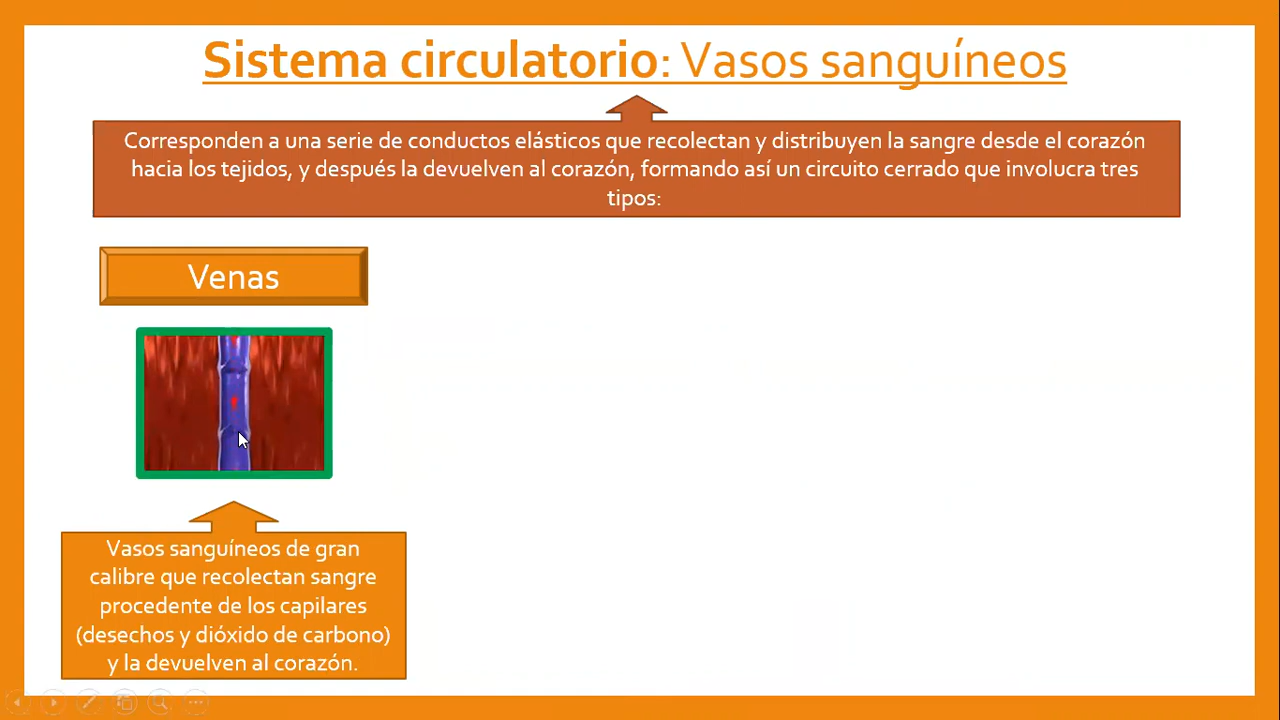 Sistema circulatorio: Vasos sanguíneos
Corresponden a una serie de conductos elásticos que recolectan y distribuyen la sangre desde el corazón
hacia los tejidos, y después la devuelven al corazón, formando así un circuito cerrado que involucra tres
tipos:
Venas
Vasos sanguíneos de gran
calibre que recolectan sangre
procedente de los capilares
(desechos y dióxido de carbono)
y la devuelven al corazón.